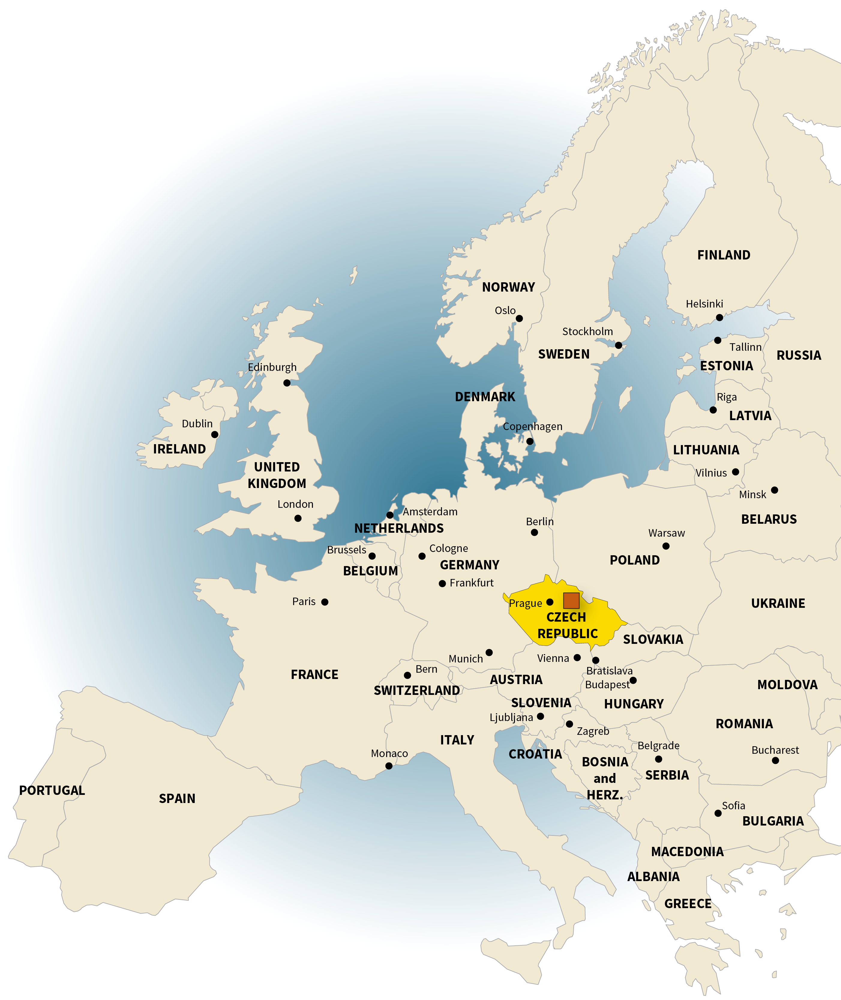 FINLAND
NORWAY
Helsinki
Oslo
Stockholm
Tallinn
SWEDEN
RUSSIA
ESTONIA
Edinburgh
DENMARK
Riga
LATVIA
Dublin
Copenhagen
IRELAND
LITHUANIA
UNITED
KINGDOM
Vilnius
Minsk
London
Amsterdam
BELARUS
NETHERLANDS
Berlin
Warsaw
Brussels
Cologne
POLAND
GERMANY
BELGIUM
Frankfurt
Paris
Prague
UKRAINE
CZECH
REPUBLIC
SLOVAKIA
Munich
Vienna
Bern
Bratislava
FRANCE
AUSTRIA
Budapest
MOLDOVA
SWITZERLAND
SLOVENIA
HUNGARY
Ljubljana
ROMANIA
Zagreb
ITALY
Belgrade
Bucharest
Monaco
CROATIA
BOSNIA
and
HERZ.
SERBIA
PORTUGAL
SPAIN
Sofia
BULGARIA
MACEDONIA
ALBANIA
GREECE